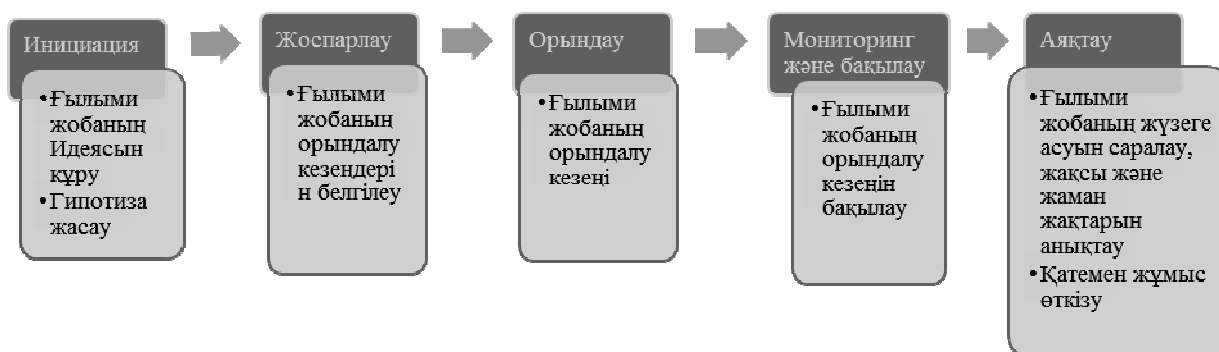 Инициация
•Ғылыми
жобаның
Идеясын
құру
•Гипотиза
жасау
Жоспарлау
•Ғылыми
жобаның
орындалу
кезеңдері
н белгілеу
Орындау
•Ғылыми
жобаның
орындалу
кезеңі
Мониторинг
және бақылау
•Ғылыми
жобаның
орындалу
кезеңін
бақылау
Аяқтау
•Ғылыми
жобаның жүзеге
асуын саралау,
жақсы және
жаман
жақтарын
анықтау
•Қатемен жұмыс
өткізу